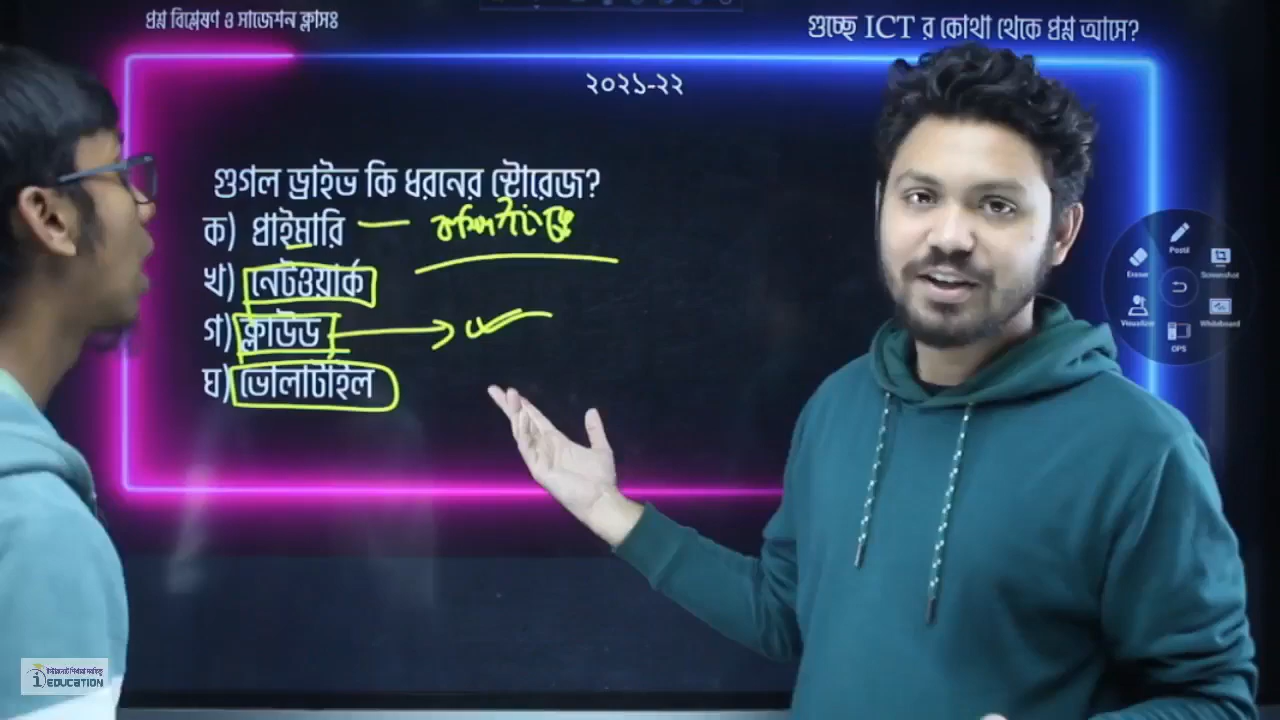 প্রশ্ন বিশ্লেষণ ও সাজেশন ক্লাসঃ
গুচ্ছে ICT র কোথা থেকে প্রশ্ন আসে?
২০২১-২২
গুগল ড্রাইভ কি ধরনের স্টোরেজ?
ক) প্রাইমারি —
খ) নেটওয়ার্ক
গ) ক্লাউড
ঘ) ভোলাটাইল
Pencil
Eraser
Screenshot
Visualizer
Whiteboard
OPS
EDUCATION